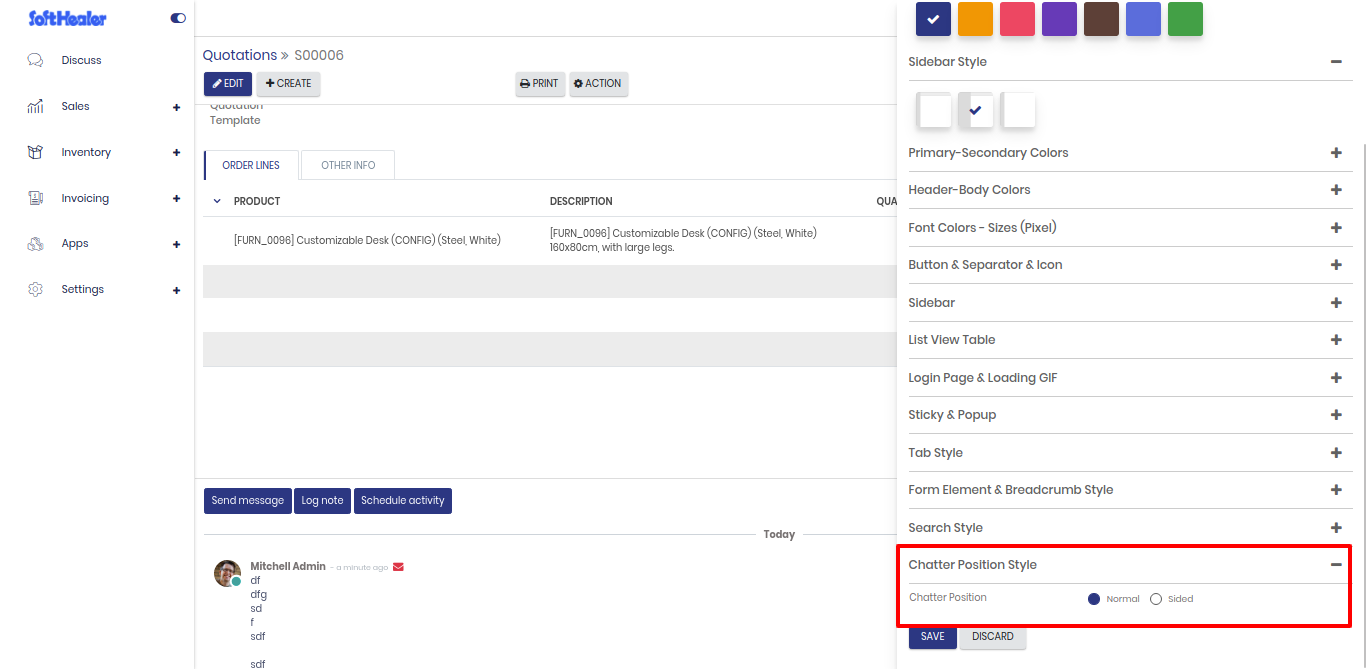 SoftHealer
Discuss
Sales
Inventory
Invoicing
Apps
Settings
Quotations » S00006
EDIT
CREATE
PRINT
ACTION
Quotation
Template
ORDER LINES
OTHER INFO
PRODUCT
DESCRIPTION
QUA
[FURN_0096] Customizable Desk (CONFIG) (Steel, White)
[FURN_0096] Customizable Desk (CONFIG) (Steel, White)
160x80cm, with large legs.
Send message
Log note
Schedule activity
Today
Mitchell Admin - a minute ago
df
dfg
sd
f
sdf
sdf
Sidebar Style
Primary-Secondary Colors
Header-Body Colors
Font Colors - Sizes (Pixel)
Button & Separator & Icon
Sidebar
List View Table
Login Page & Loading GIF
Sticky & Popup
Tab Style
Form Element & Breadcrumb Style
Search Style
Chatter Position Style
Chatter Position
Normal
Sided
SAVE
DISCARD